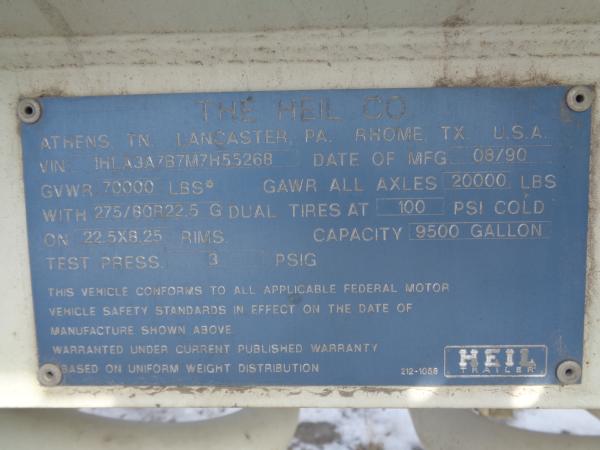 THE HEIL CO
ATHENS, TN. LANCASTER, PA. RHOME, TX. U.S.A.
VIN: 1HLA3A7B7M7H55268 DATE OF MFG 08/90
GVWR 70000 LBS* GAWR ALL AXLES 20000 LBS
WITH 275/80R22.5 G DUAL TIRES AT 100 PSI COLD
ON 22.5X8.25 RIMS. CAPACITY 9500 GALLON
TEST PRESS. 3 PSIG
THIS VEHICLE CONFORMS TO ALL APPLICABLE FEDERAL MOTOR
VEHICLE SAFETY STANDARDS IN EFFECT ON THE DATE OF
MANUFACTURE SHOWN ABOVE
WARRANTED UNDER CURRENT PUBLISHED WARRANTY
*BASED ON UNIFORM WEIGHT DISTRIBUTION 212-1058
HEIL
TRAILER